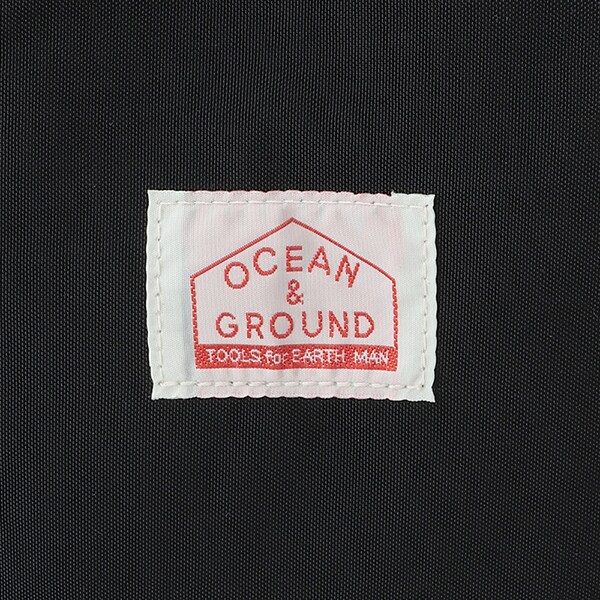 OCEAN
&
GROUND
TOOLS for EARTH MAN